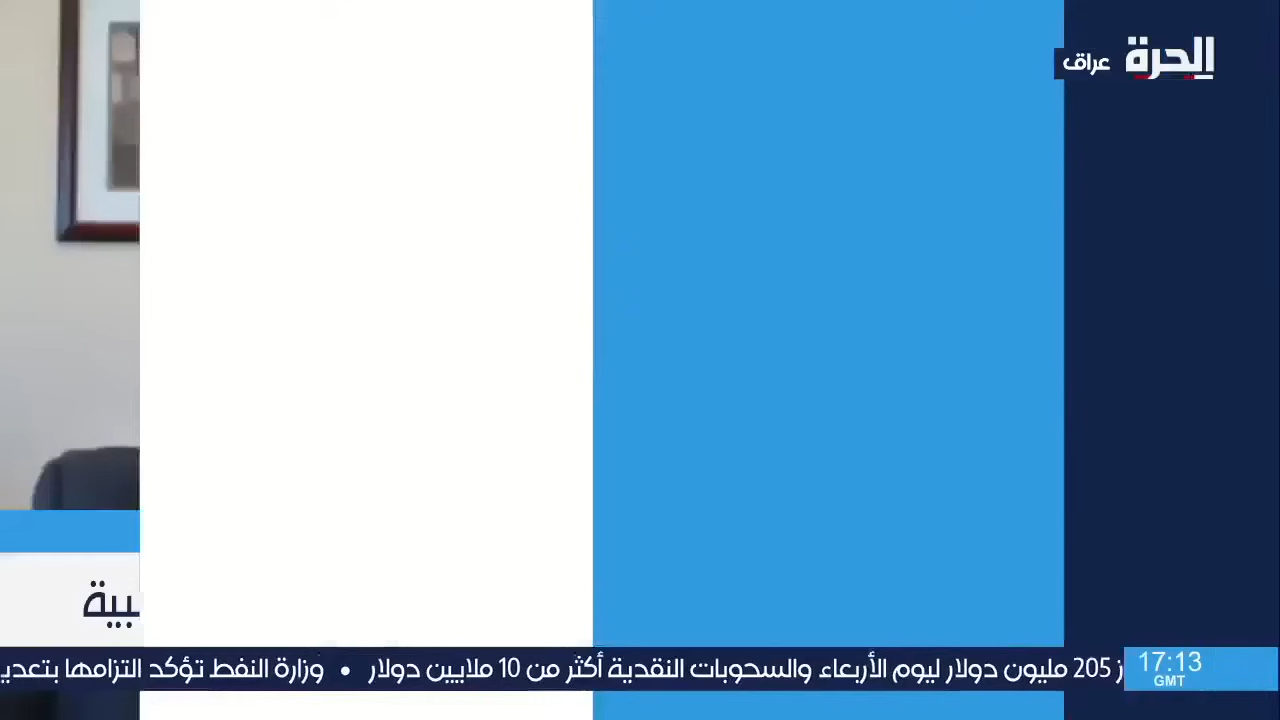 الحرة
عراق
205 مليون دولار ليوم الأربعاء والسحوبات النقدية أكثر من 10 ملايين دولار • وزارة النفط تؤكد التزامها
17:13
GMT